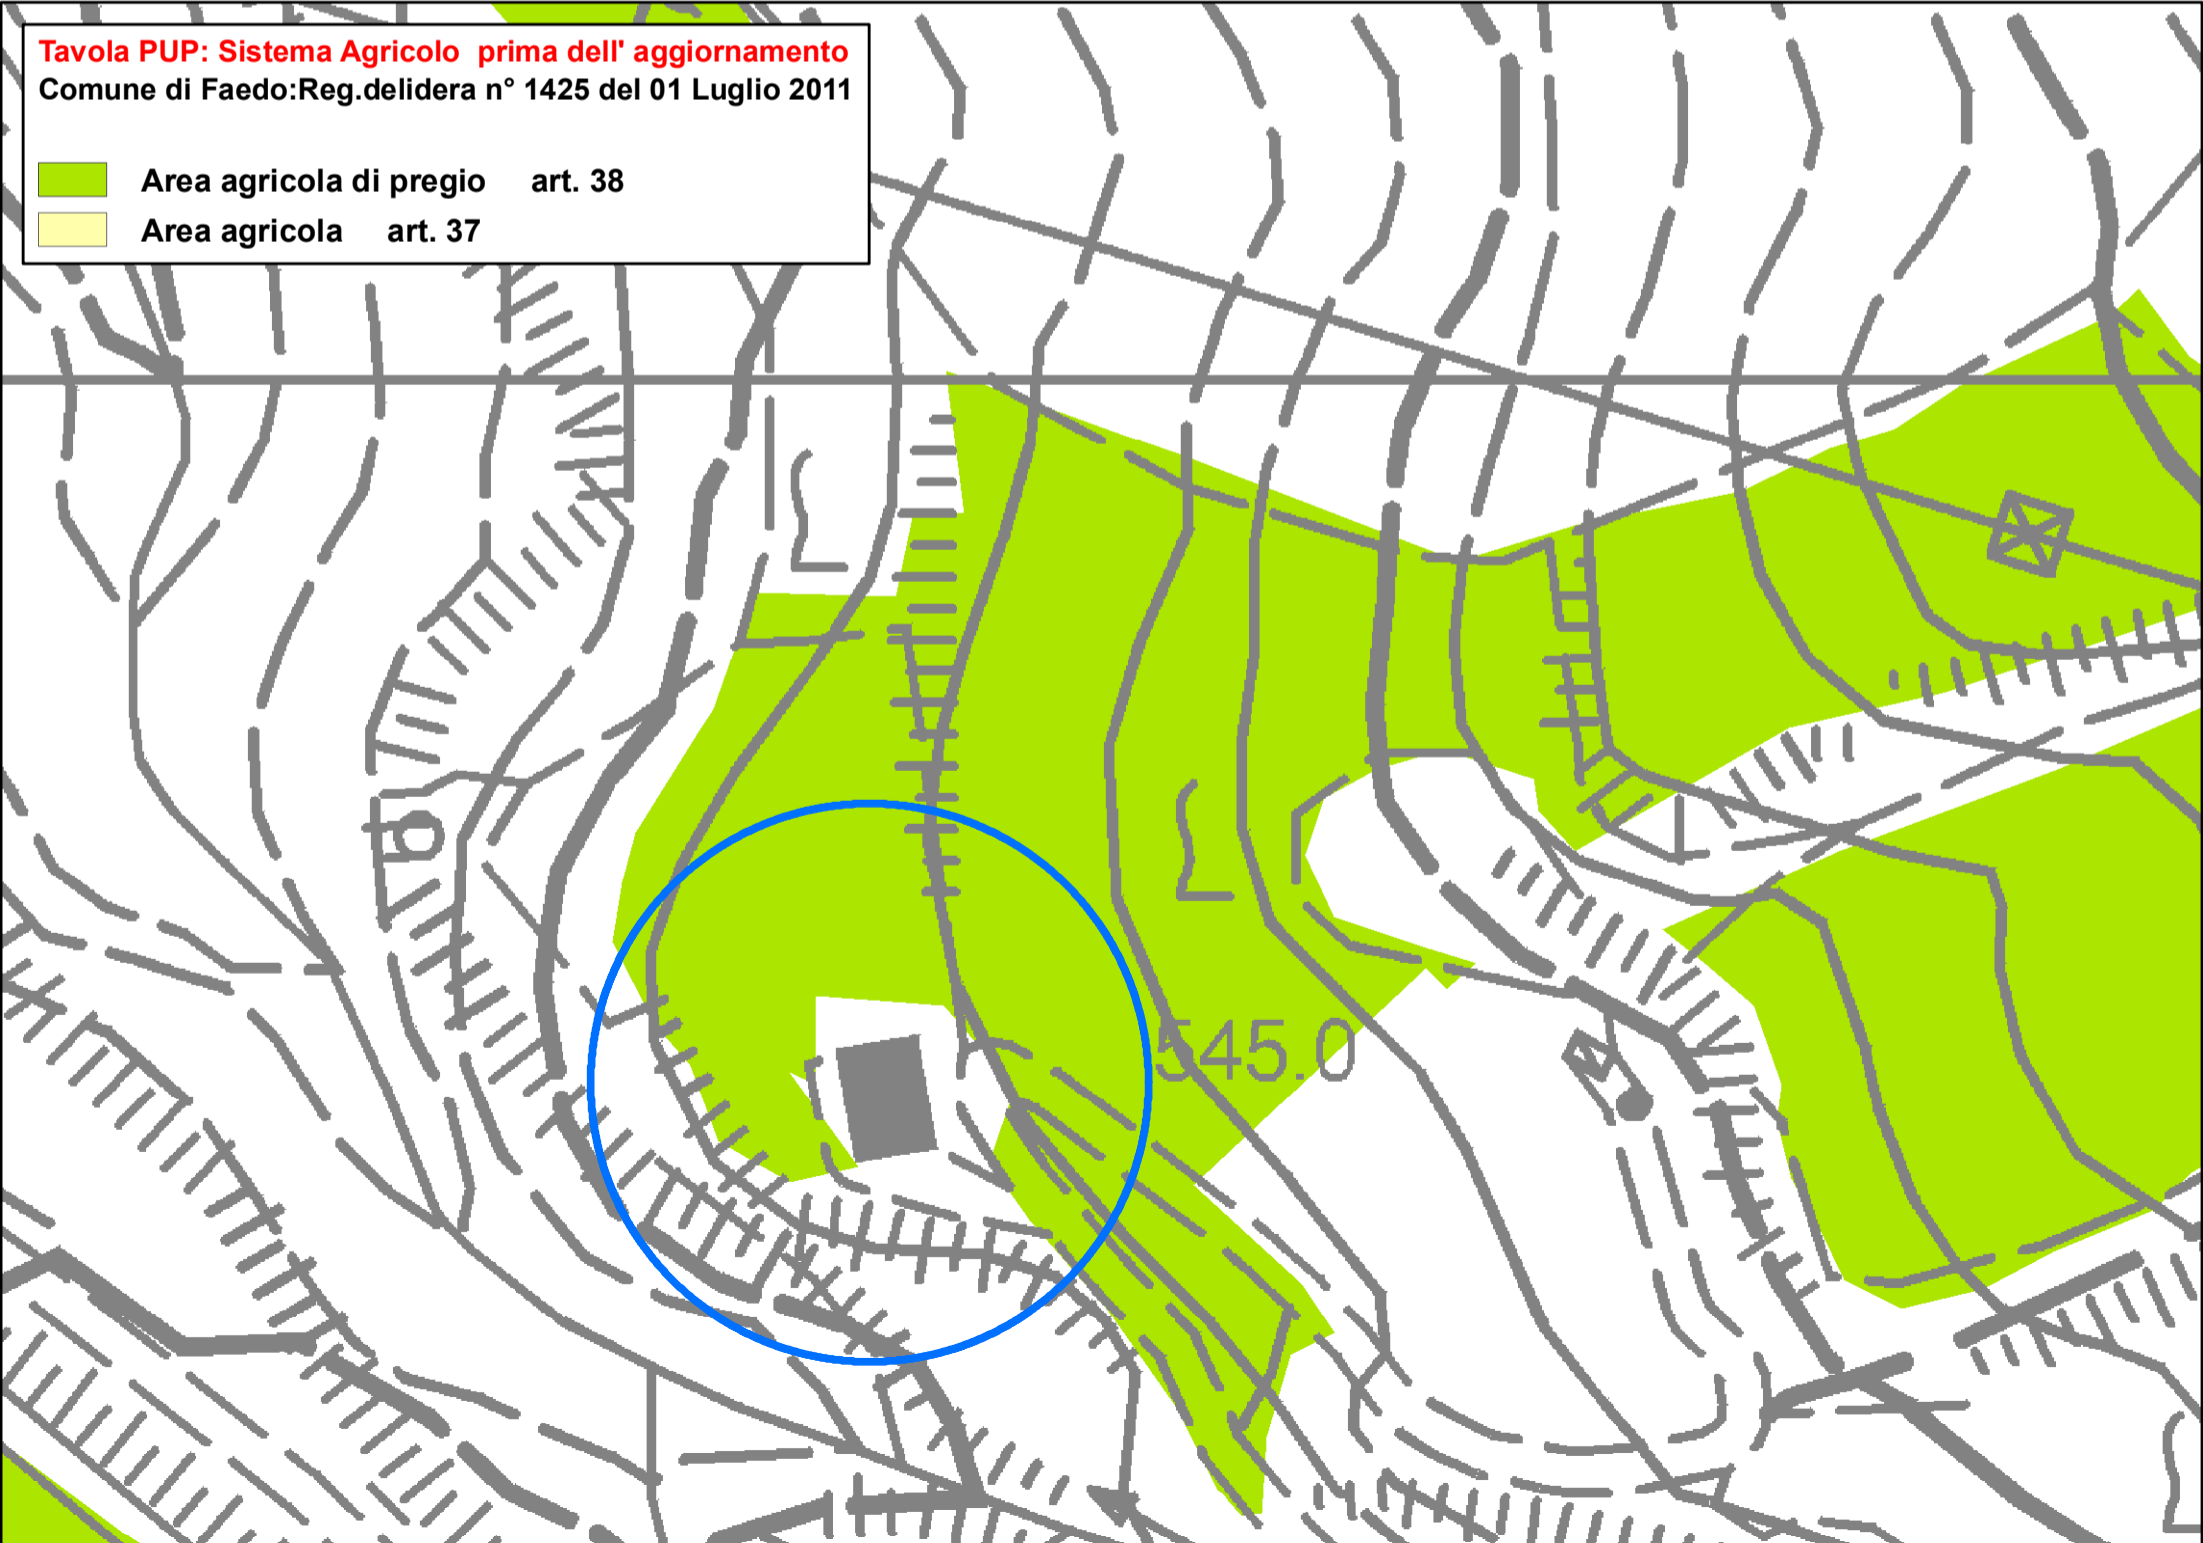 Tavola PUP: Sistema Agricolo prima dell' aggiornamento
Comune di Faedo:Reg.delidera n° 1425 del 01 Luglio 2011
Area agricola di pregio art. 38
Area agricola art. 37
545.0